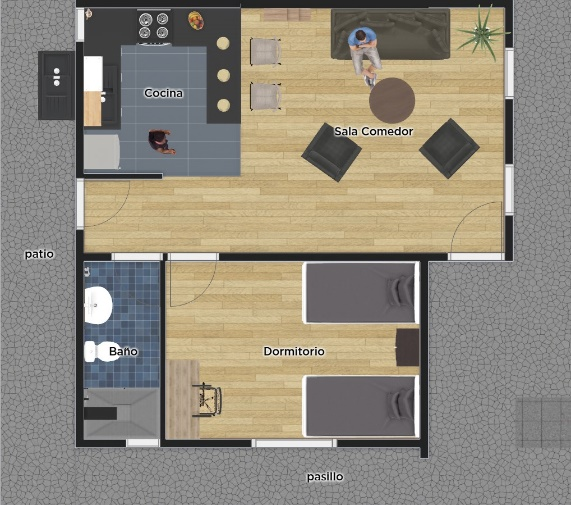 Cocina
Sala Comedor
patio
Baño
Dormitorio
pasillo